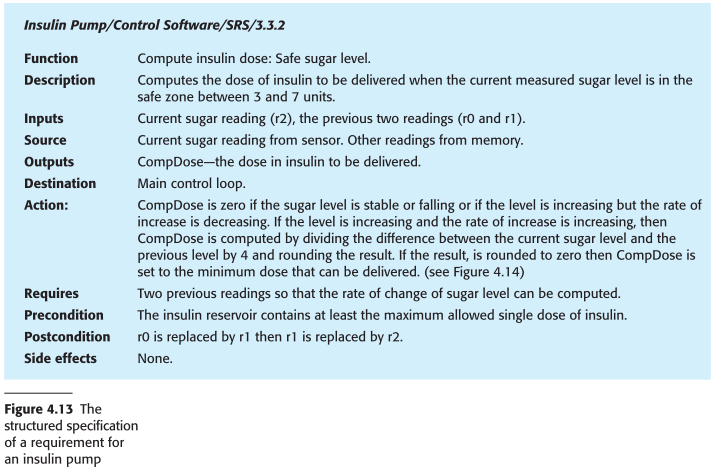 Insulin Pump/Control Software/SRS/3.3.2
Function Compute insulin dose: Safe sugar level.
Description Computes the dose of insulin to be delivered when the current measured sugar level is in the
safe zone between 3 and 7 units.
Inputs Current sugar reading (r2), the previous two readings (r0 and r1).
Source Current sugar reading from sensor. Other readings from memory.
Outputs CompDose—the dose in insulin to be delivered.
Destination Main control loop.
Action: CompDose is zero if the sugar level is stable or falling or if the level is increasing but the rate of
increase is decreasing. If the level is increasing and the rate of increase is increasing, then
CompDose is computed by dividing the difference between the current sugar level and the
previous level by 4 and rounding the result. If the result, is rounded to zero then CompDose is
set to the minimum dose that can be delivered. (see Figure 4.14)
Requires Two previous readings so that the rate of change of sugar level can be computed.
Precondition The insulin reservoir contains at least the maximum allowed single dose of insulin.
Postcondition r0 is replaced by r1 then r1 is replaced by r2.
Side effects None.
Figure 4.13 The
structured specification
of a requirement for
an insulin pump